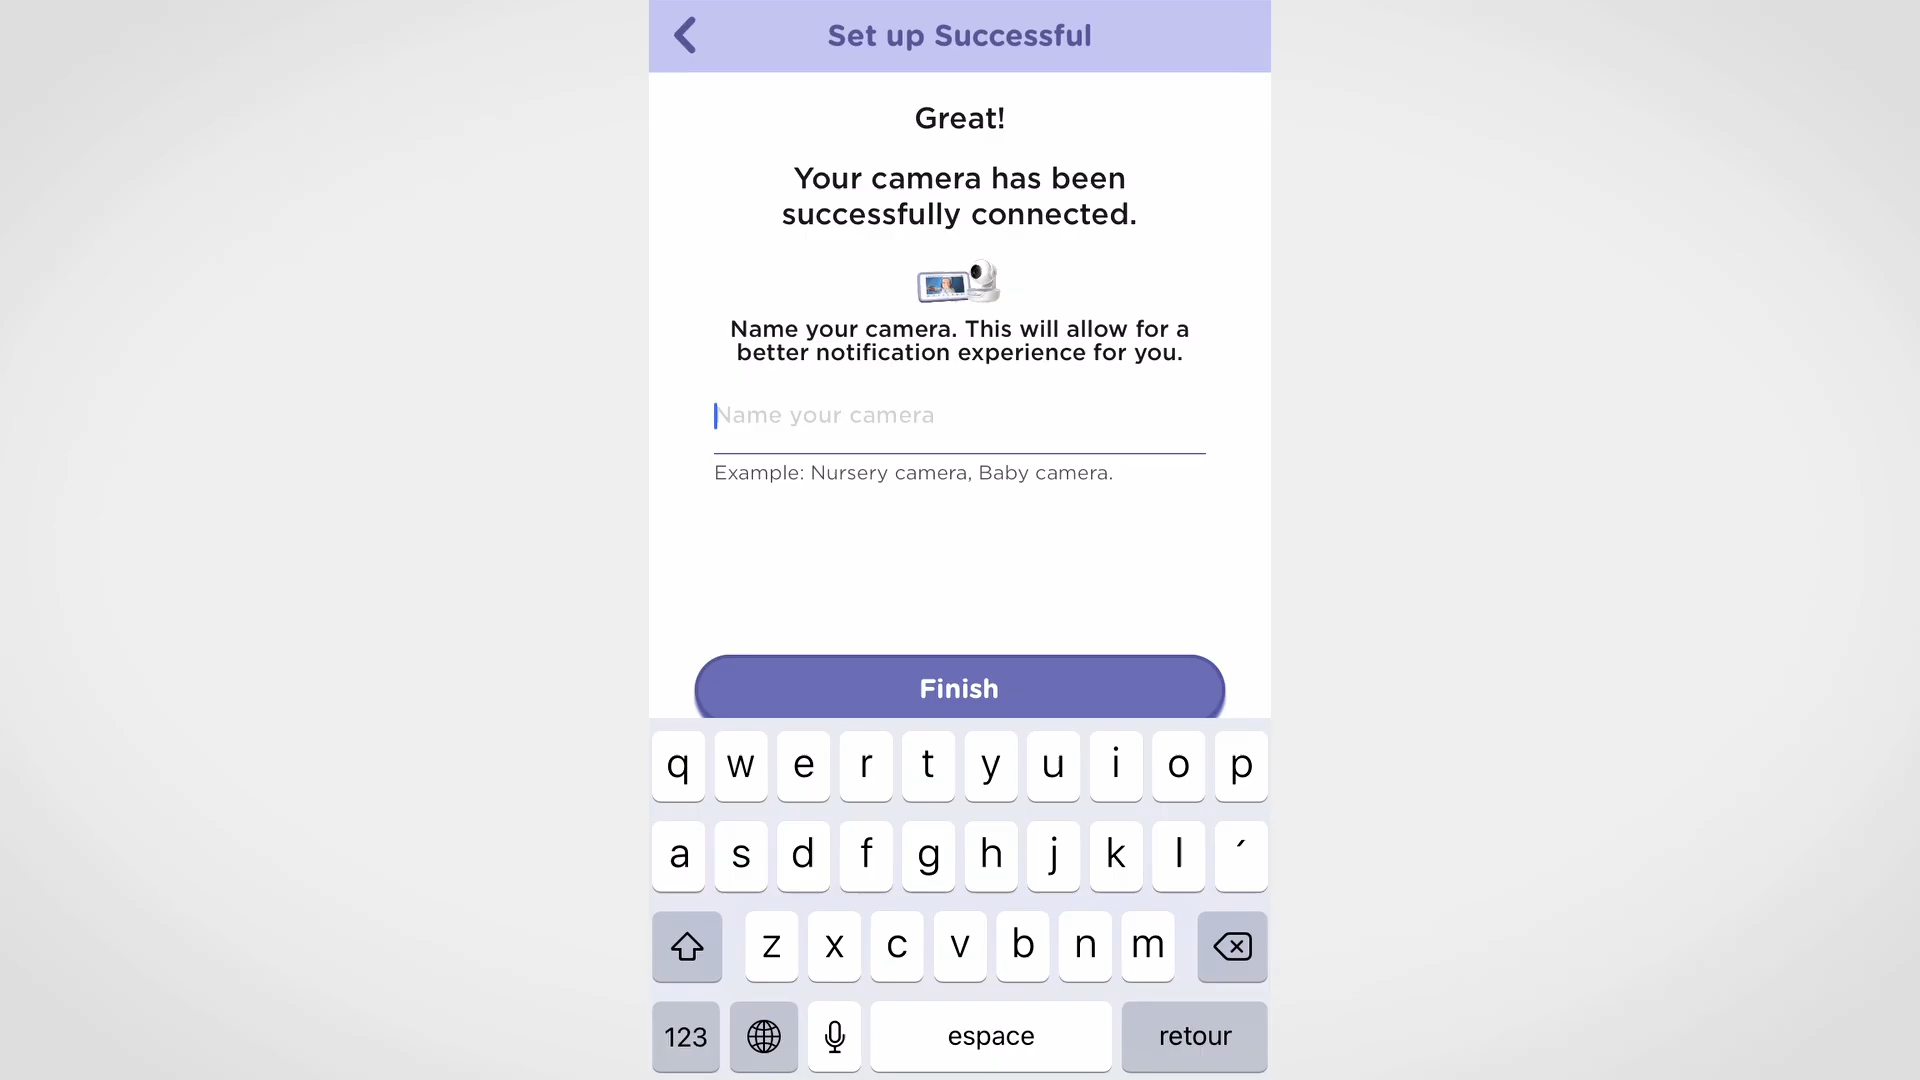 Set up Successful
Great!
Your camera has been
successfully connected.
Name your camera. This will allow for a
better notification experience for you.
Name your camera
Example: Nursery camera, Baby camera.
Finish
q w e r t y u i o p
a s d f g h j k l ´
z x c v b n m
123 espace retour